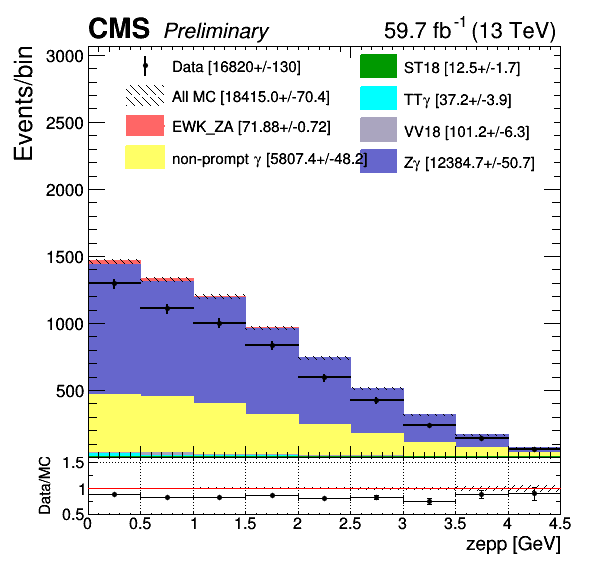 CMS Preliminary 59.7 fb⁻¹ (13 TeV)
Events/bin
3000
2500
2000
1500
1000
500
Data [16820+/-130]
All MC [18415.0+/-70.4]
EWK_ZA [71.88+/-0.72]
non-prompt γ [5807.4+/-48.2]
ST18 [12.5+/-1.7]
TTγ [37.2+/-3.9]
VV18 [101.2+/-6.3]
Zγ [12384.7+/-50.7]
Data/MC
1.5
1
0.5
0 0.5 1 1.5 2 2.5 3 3.5 4 4.5
zepp [GeV]